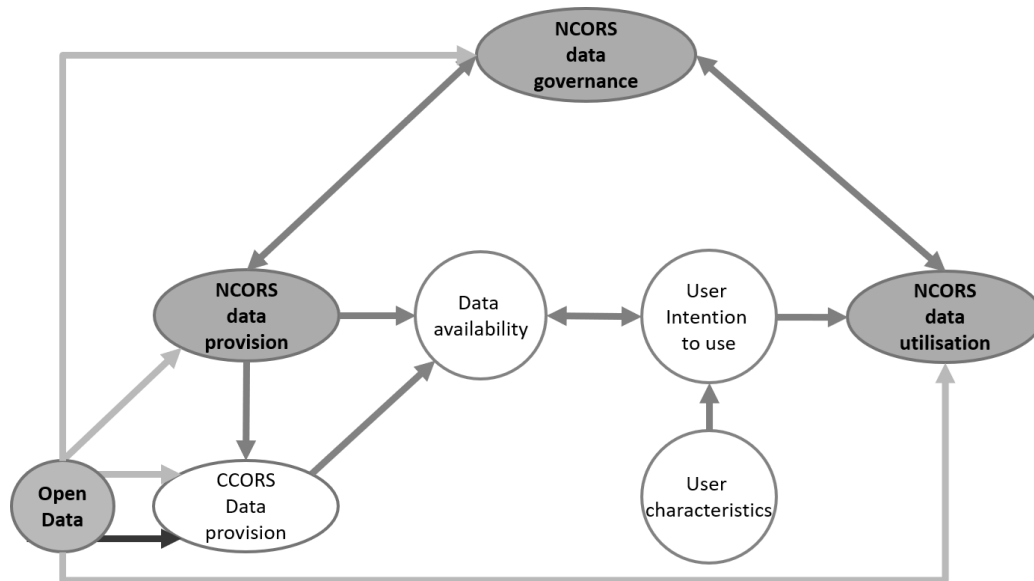 NCORS
data
governance
NCORS
data
provision
Data
availability
User
Intention
to use
NCORS
data
utilisation
Open
Data
CCORS
Data
provision
User
characteristics